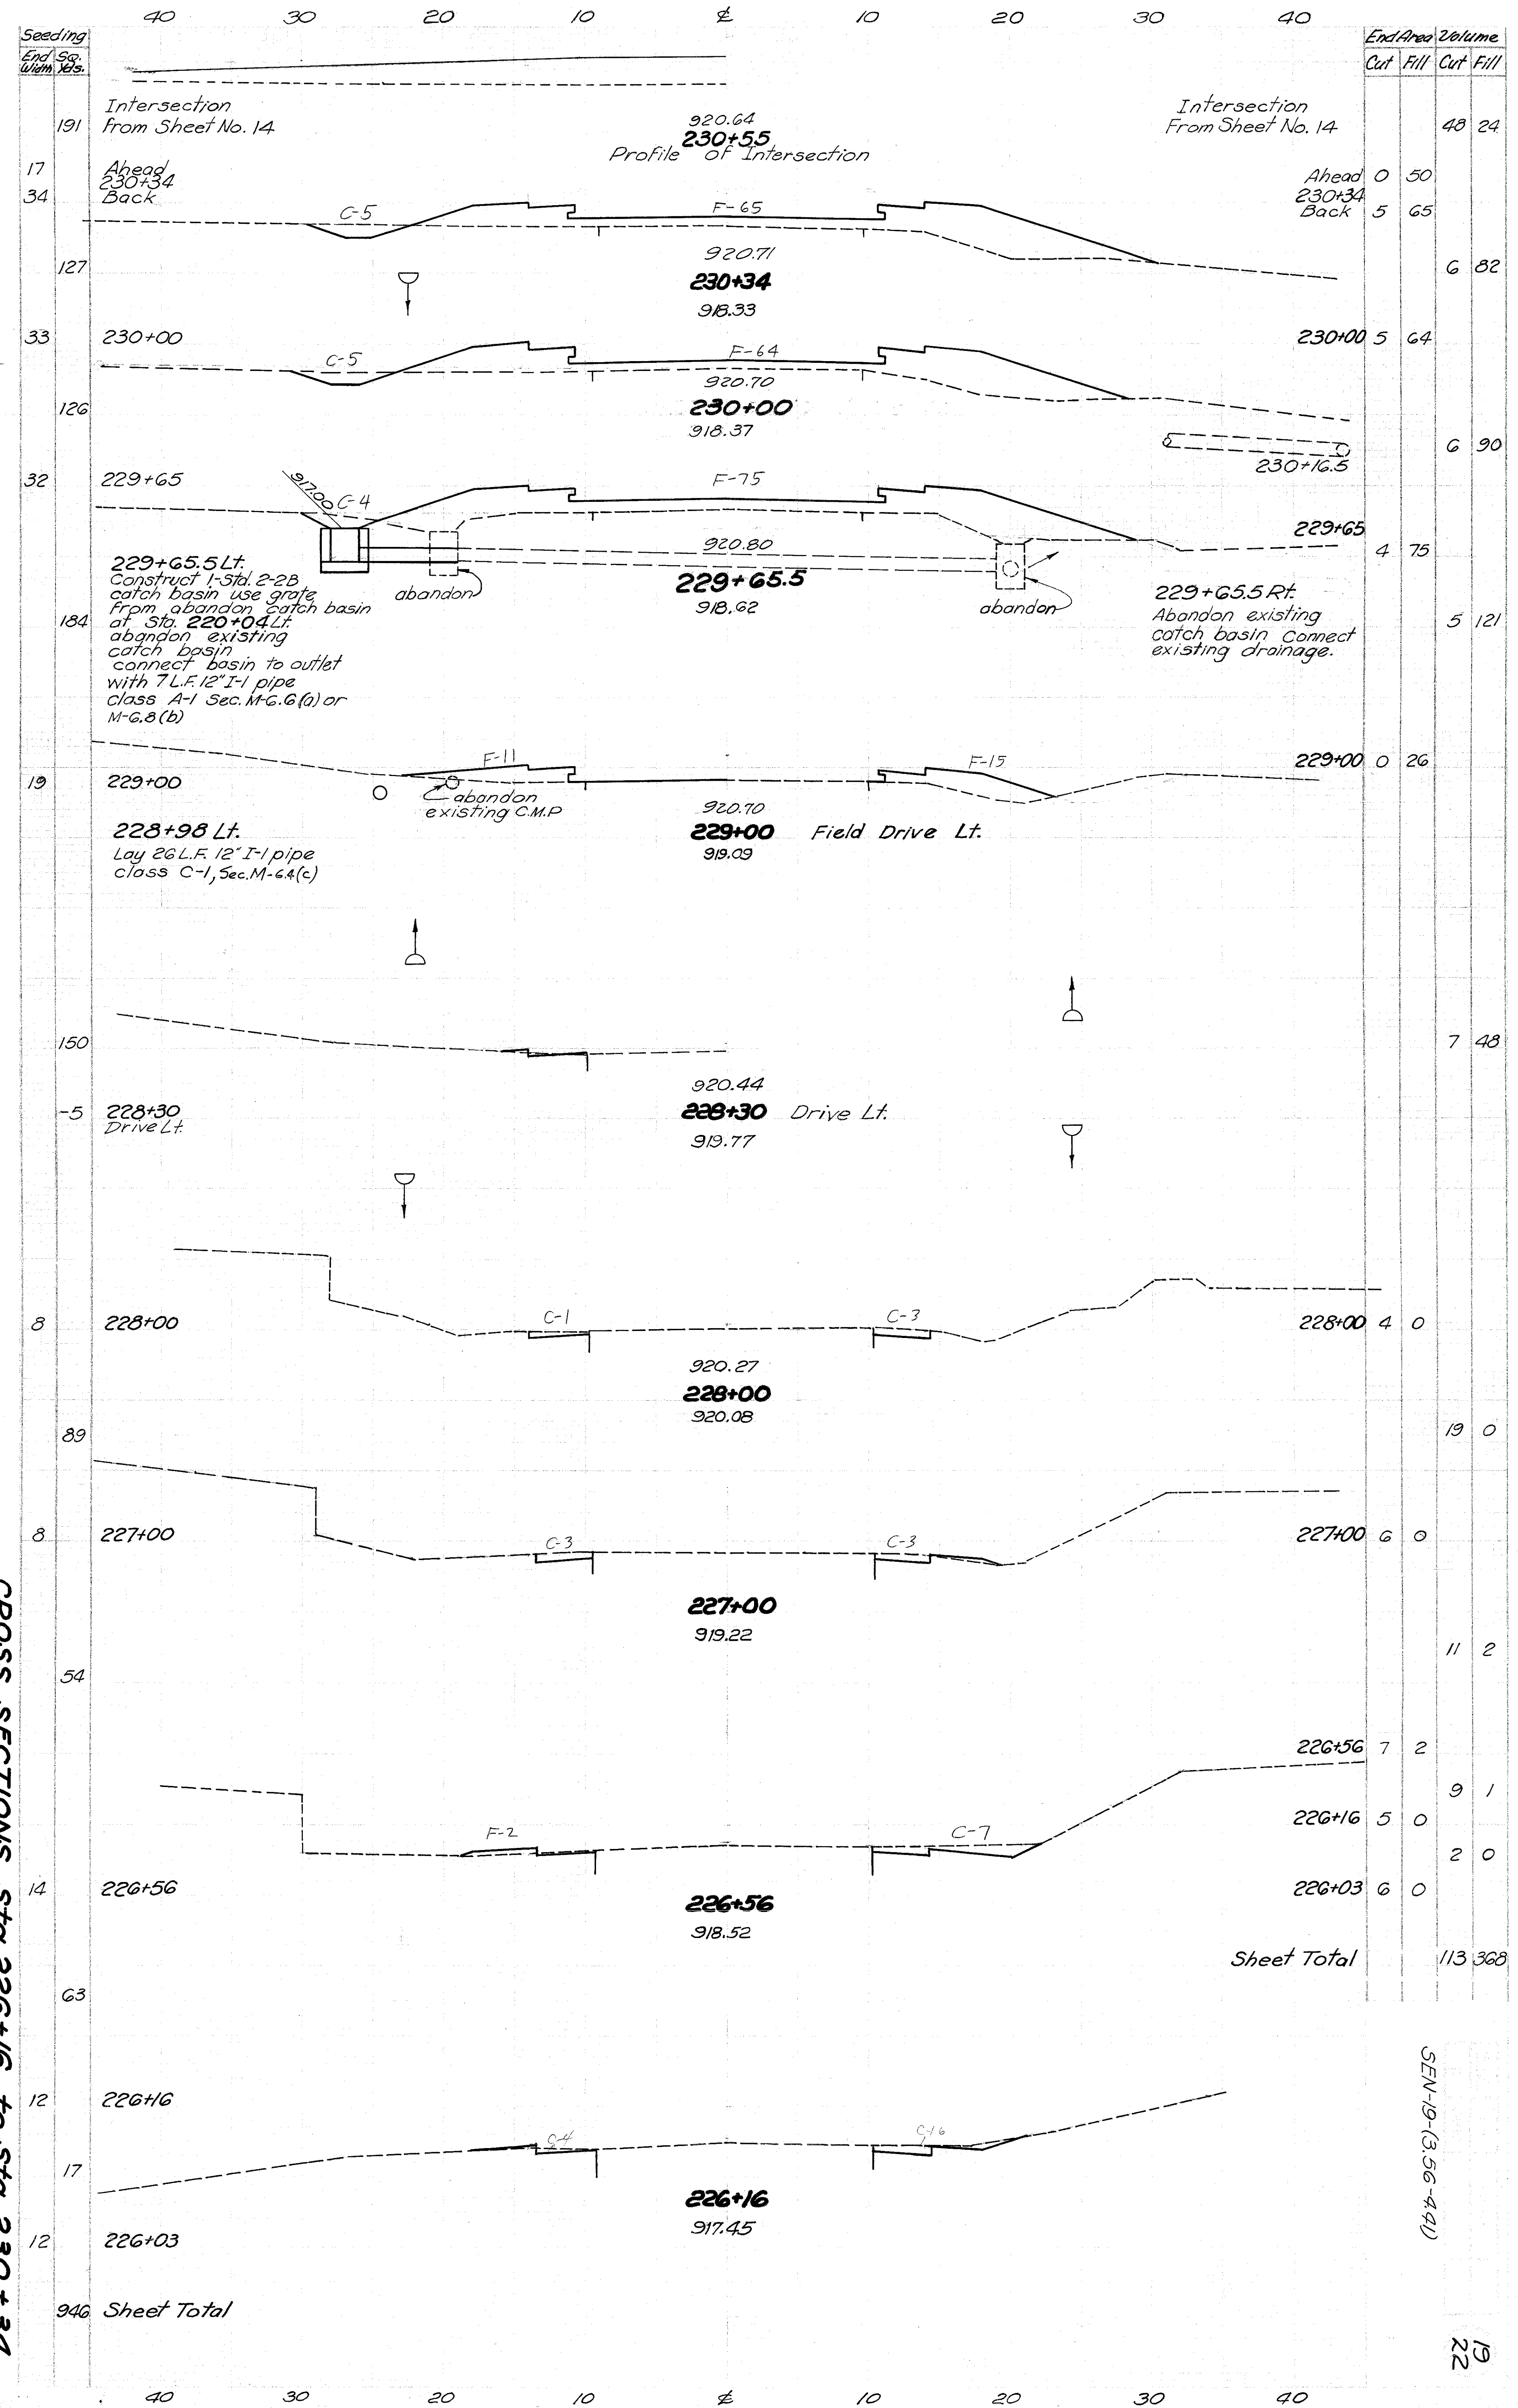 40 30 20 10 ℄ 10 20 30 40
Seeding
End Width
Sq. Yds.
End Area Volume
Cut Fill Cut Fill
Intersection
from Sheet No. 14
191
920.64
230+55
Profile of Intersection
Intersection
From Sheet No. 14
48 24
17
Ahead
230+34
34
Back
Ahead 0 50
230+34
Back 5 65
C-5
F-65
920.71
230+34
918.33
127
6 82
33
230+00
C-5
F-64
920.70
230+00
918.37
230+00 5 64
126
230+16.5
6 90
32
229+65
917.00
C-4
F-75
920.80
229+65.5
918.62
229+65
4 75
229+65.5 Lt.
Construct 1-Std. 2-2B
catch basin use grate
from abandon catch basin
at Sta. 220+04 Lt.
abandon existing
catch basin
connect basin to outlet
with 7 L.F. 12" I-1 pipe
class A-1 Sec. M-6.6(a) or
M-6.8(b)
abandon
abandon
229+65.5 Rt.
Abandon existing
catch basin Connect
existing drainage.
184
5 121
F-11
F-15
19
229+00
abandon
existing C.M.P
920.70
229+00 Field Drive Lt.
919.09
229+00 0 26
228+98 Lt.
Lay 26 L.F. 12" I-1 pipe
class C-1, Sec. M-6.4(c)
150
7 48
920.44
228+30 Drive Lt.
919.77
-5
228+30
Drive Lt.
8
228+00
C-1
C-3
920.27
228+00
920.08
228+00 4 0
89
19 0
8
227+00
C-3
C-3
227+00
919.22
227+00 6 0
54
11 2
226+56 7 2
9 1
226+16 5 0
2 0
226+03 6 0
F-2
C-7
14
226+56
226+56
918.52
Sheet Total 113 368
63
12
226+16
C-4
C-16
226+16
917.45
17
12
226+03
946 Sheet Total
SEN-19-(3.56-4.41)
19
22
CROSS SECTIONS Sta. 226+16 to Sta. 230+34
40 30 20 10 ℄ 10 20 30 40